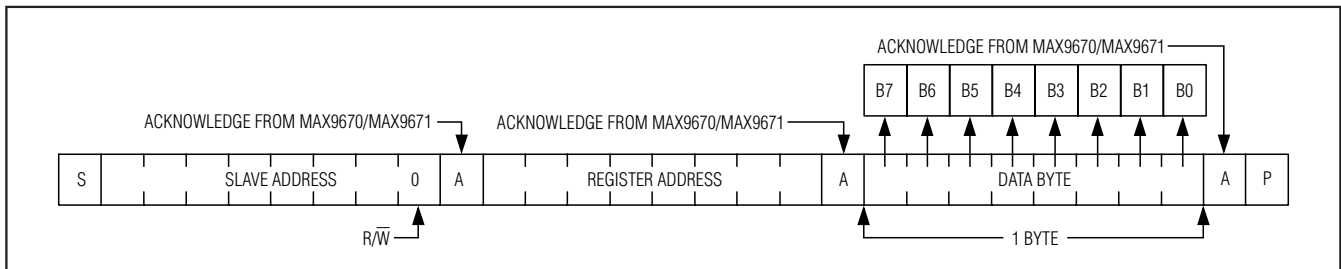 ACKNOWLEDGE FROM MAX9670/MAX9671
B7 B6 B5 B4 B3 B2 B1 B0
ACKNOWLEDGE FROM MAX9670/MAX9671 ACKNOWLEDGE FROM MAX9670/MAX9671
S SLAVE ADDRESS 0 A REGISTER ADDRESS A DATA BYTE A P
R/W̅ 1 BYTE